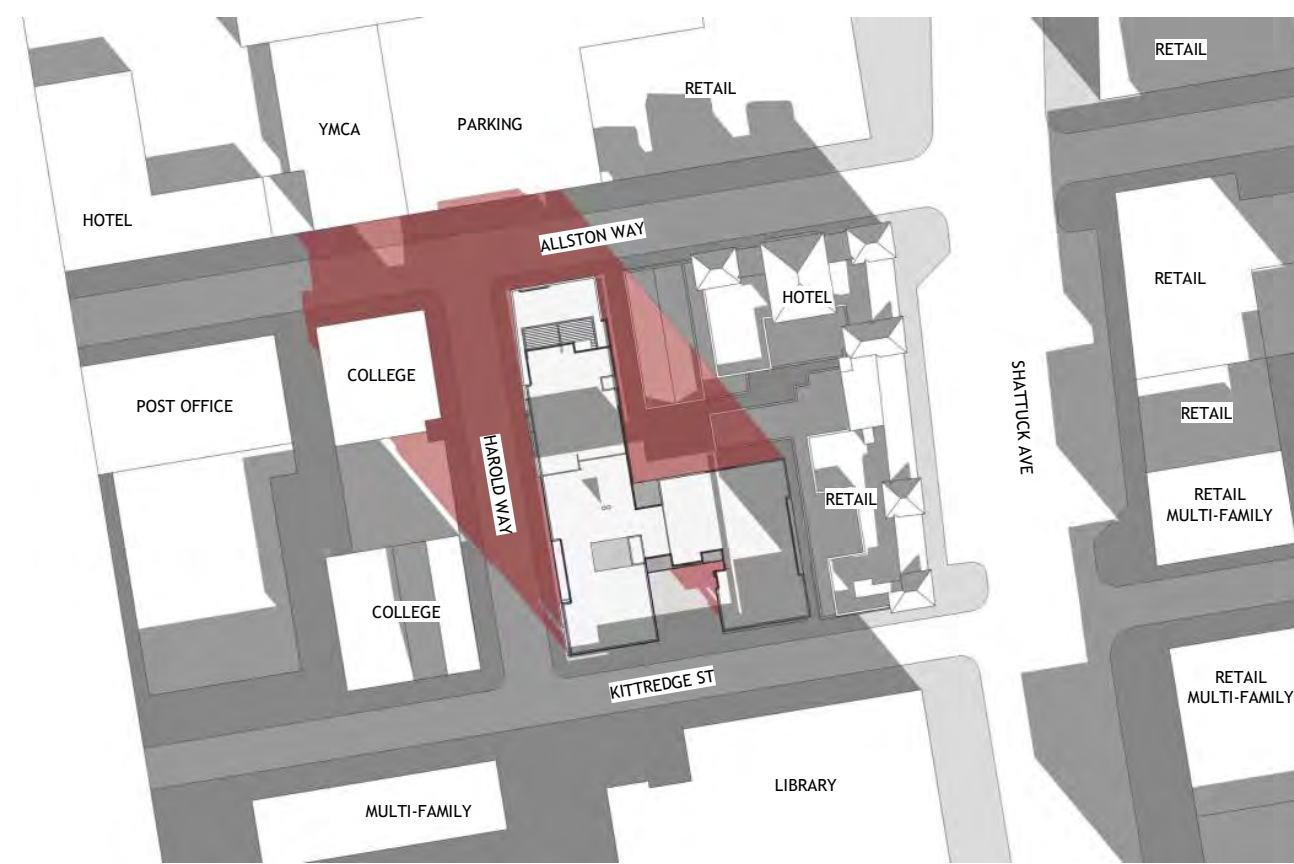 RETAIL
RETAIL
YMCA
PARKING
HOTEL
ALLSTON WAY
HOTEL
RETAIL
COLLEGE
POST OFFICE
SHATTUCK AVE
RETAIL
HAROLD WAY
RETAIL
RETAIL
MULTI-FAMILY
COLLEGE
KITTREDGE ST
RETAIL
MULTI-FAMILY
LIBRARY
MULTI-FAMILY